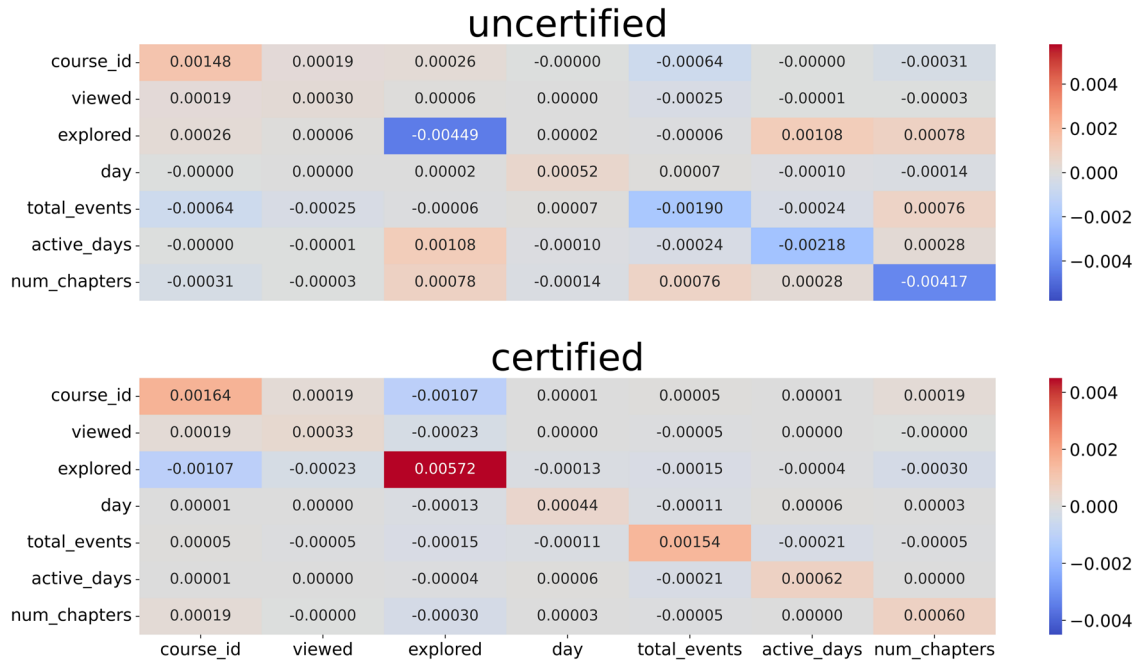 uncertified
course_id 0.00148 0.00019 0.00026 -0.00000 -0.00064 -0.00000 -0.00031
viewed 0.00019 0.00030 0.00006 0.00000 -0.00025 -0.00001 -0.00003
explored 0.00026 0.00006 -0.00449 0.00002 -0.00006 0.00108 0.00078
day -0.00000 0.00000 0.00002 0.00052 0.00007 -0.00010 -0.00014
total_events -0.00064 -0.00025 -0.00006 0.00007 -0.00190 -0.00024 0.00076
active_days -0.00000 -0.00001 0.00108 -0.00010 -0.00024 -0.00218 0.00028
num_chapters -0.00031 -0.00003 0.00078 -0.00014 0.00076 0.00028 -0.00417
0.004
0.002
0.000
−0.002
−0.004
certified
course_id 0.00164 0.00019 -0.00107 0.00001 0.00005 0.00001 0.00019
viewed 0.00019 0.00033 -0.00023 0.00000 -0.00005 0.00000 -0.00000
explored -0.00107 -0.00023 0.00572 -0.00013 -0.00015 -0.00004 -0.00030
day 0.00001 0.00000 -0.00013 0.00044 -0.00011 0.00006 0.00003
total_events 0.00005 -0.00005 -0.00015 -0.00011 0.00154 -0.00021 -0.00005
active_days 0.00001 0.00000 -0.00004 0.00006 -0.00021 0.00062 0.00000
num_chapters 0.00019 -0.00000 -0.00030 0.00003 -0.00005 0.00000 0.00060
course_id viewed explored day total_events active_days num_chapters
0.004
0.002
0.000
−0.002
−0.004